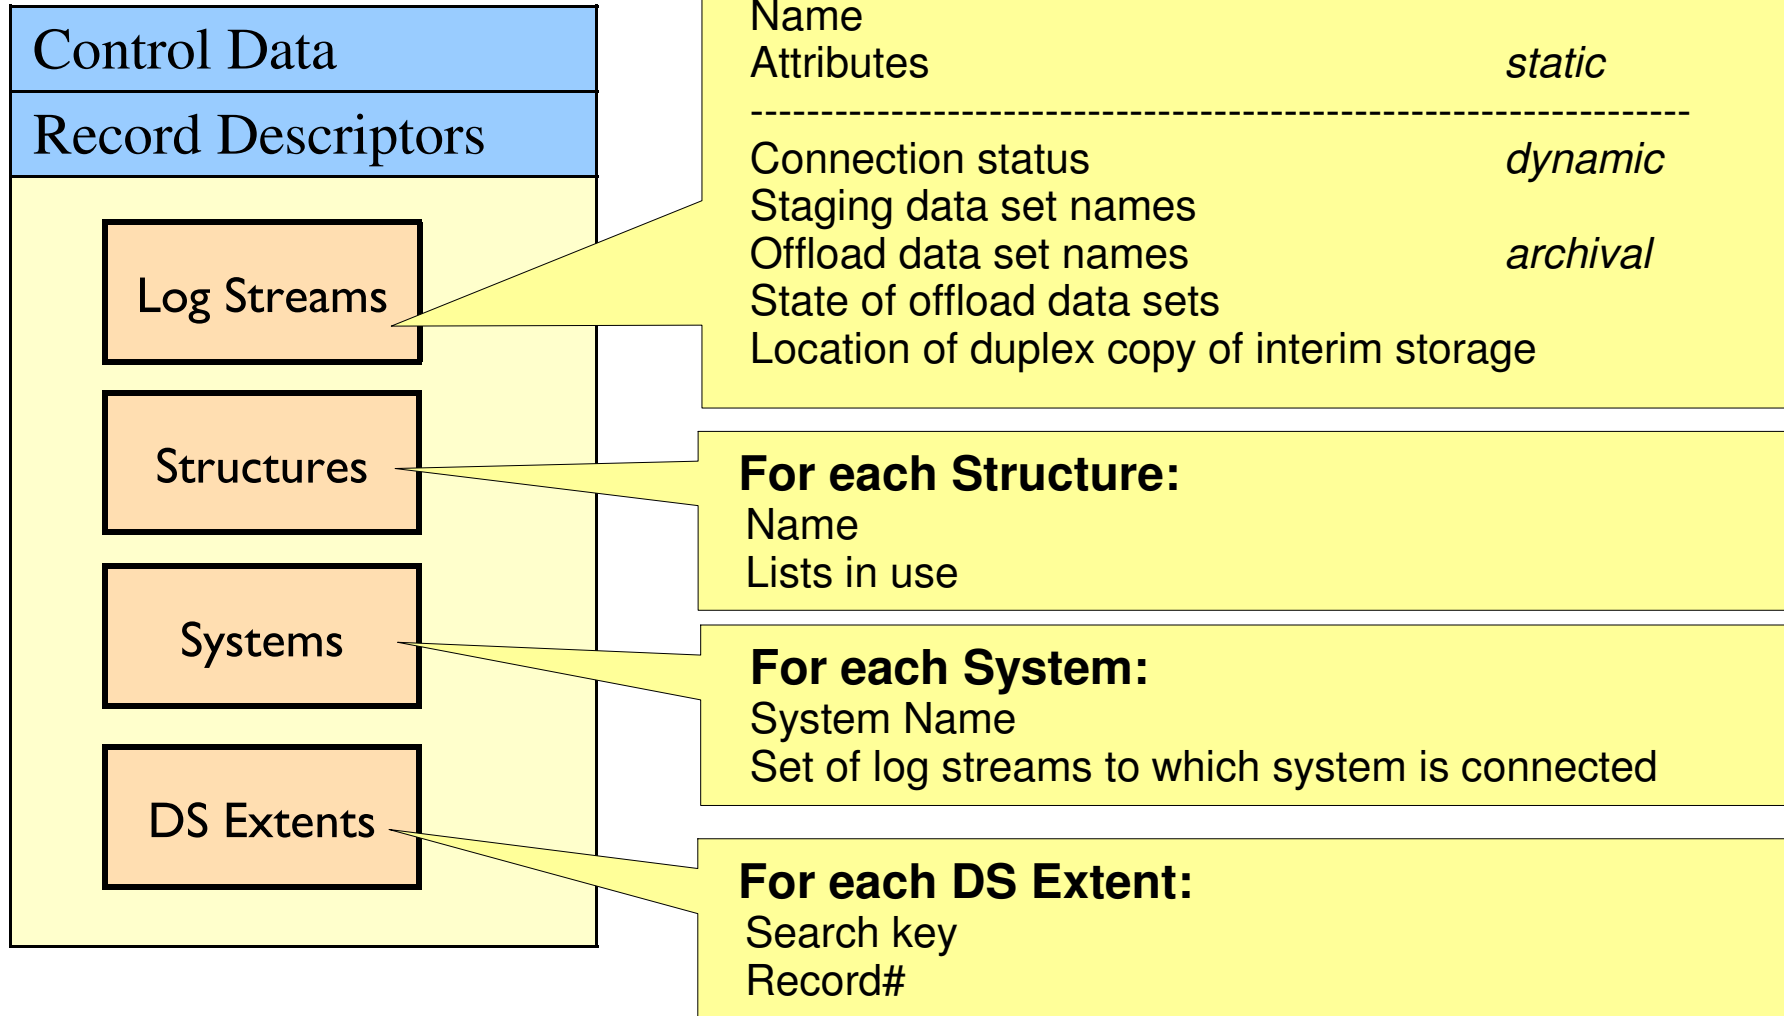 Control Data
Record Descriptors
Log Streams
Structures
Systems
DS Extents
Name
Attributes static
-------------------------------------------------------------------
Connection status dynamic
Staging data set names
Offload data set names archival
State of offload data sets
Location of duplex copy of interim storage
For each Structure:
Name
Lists in use
For each System:
System Name
Set of log streams to which system is connected
For each DS Extent:
Search key
Record#